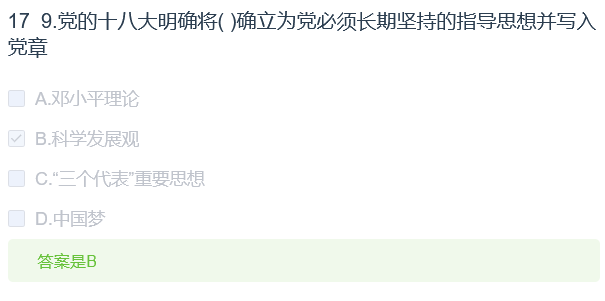 17 9.党的十八大明确将( )确立为党必须长期坚持的指导思想并写入
党章
A.邓小平理论
B.科学发展观
C.“三个代表”重要思想
D.中国梦
答案是B